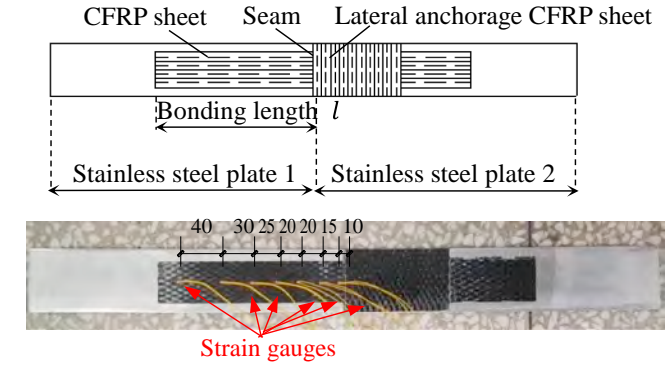 CFRP sheet Seam Lateral anchorage CFRP sheet
Bonding length l
Stainless steel plate 1 Stainless steel plate 2
40 30 25 20 20 15 10
Strain gauges